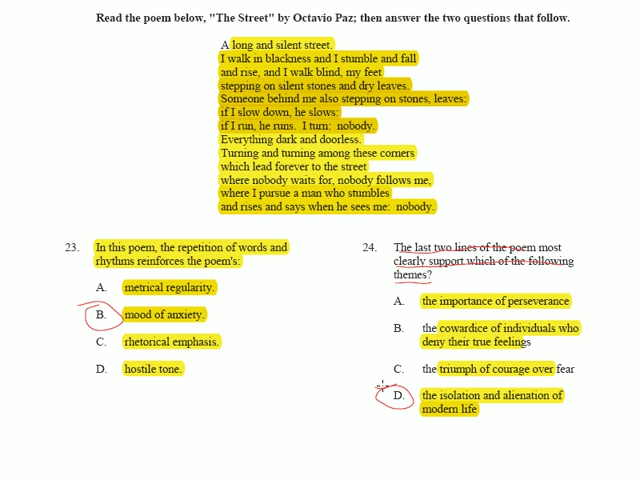 Read the poem below, "The Street" by Octavio Paz; then answer the two questions that follow.
A long and silent street.
I walk in blackness and I stumble and fall
and rise, and I walk blind, my feet
stepping on silent stones and dry leaves.
Someone behind me also stepping on stones, leaves:
if I slow down, he slows:
if I run, he runs. I turn: nobody.
Everything dark and doorless.
Turning and turning among these corners
which lead forever to the street
where nobody waits for, nobody follows me,
where I pursue a man who stumbles
and rises and says when he sees me: nobody.
23. In this poem, the repetition of words and
rhythms reinforces the poem's:
A. metrical regularity.
B. mood of anxiety.
C. rhetorical emphasis.
D. hostile tone.
24. The last two lines of the poem most
clearly support which of the following
themes?
A. the importance of perseverance
B. the cowardice of individuals who
deny their true feelings
C. the triumph of courage over fear
D. the isolation and alienation of
modern life